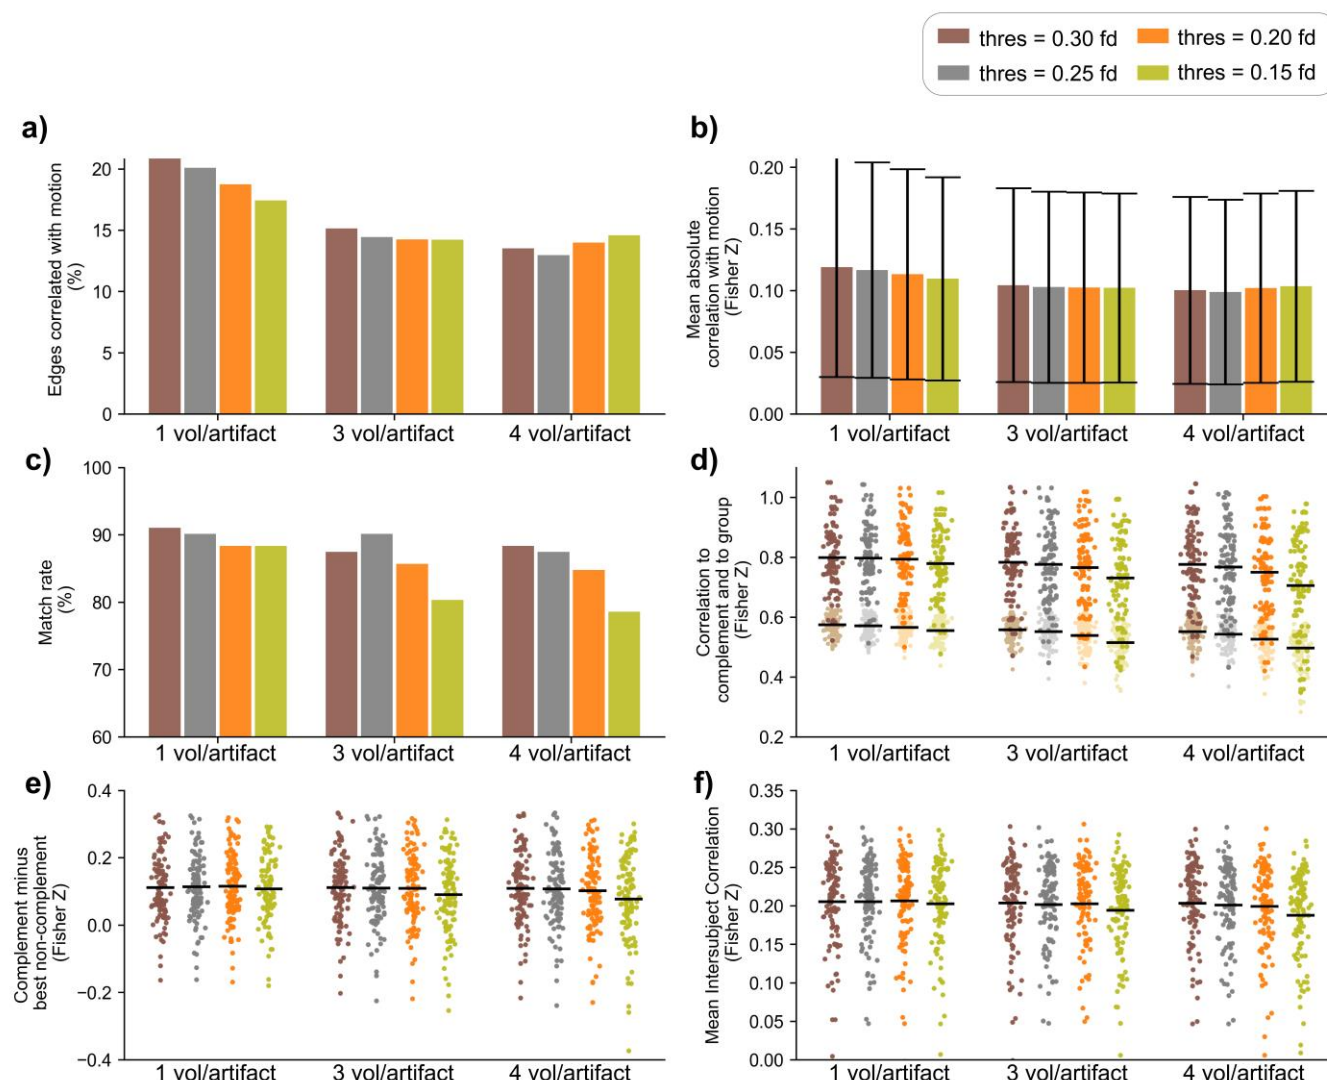 thres = 0.30 fd
thres = 0.20 fd
thres = 0.25 fd
thres = 0.15 fd
a)
Edges correlated with motion
(%)
20
15
10
5
0
1 vol/artifact
3 vol/artifact
4 vol/artifact
b)
Mean absolute
correlation with motion
(Fisher Z)
0.20
0.15
0.10
0.05
0.00
1 vol/artifact
3 vol/artifact
4 vol/artifact
c)
Match rate
(%)
100
90
80
70
60
1 vol/artifact
3 vol/artifact
4 vol/artifact
d)
Correlation to
complement and to group
(Fisher Z)
1.0
0.8
0.6
0.4
0.2
1 vol/artifact
3 vol/artifact
4 vol/artifact
e)
Complement minus
best non-complement
(Fisher Z)
0.4
0.2
0.0
−0.2
−0.4
1 vol/artifact
3 vol/artifact
4 vol/artifact
f)
Mean Intersubject Correlation
(Fisher Z)
0.35
0.30
0.25
0.20
0.15
0.10
0.05
0.00
1 vol/artifact
3 vol/artifact
4 vol/artifact